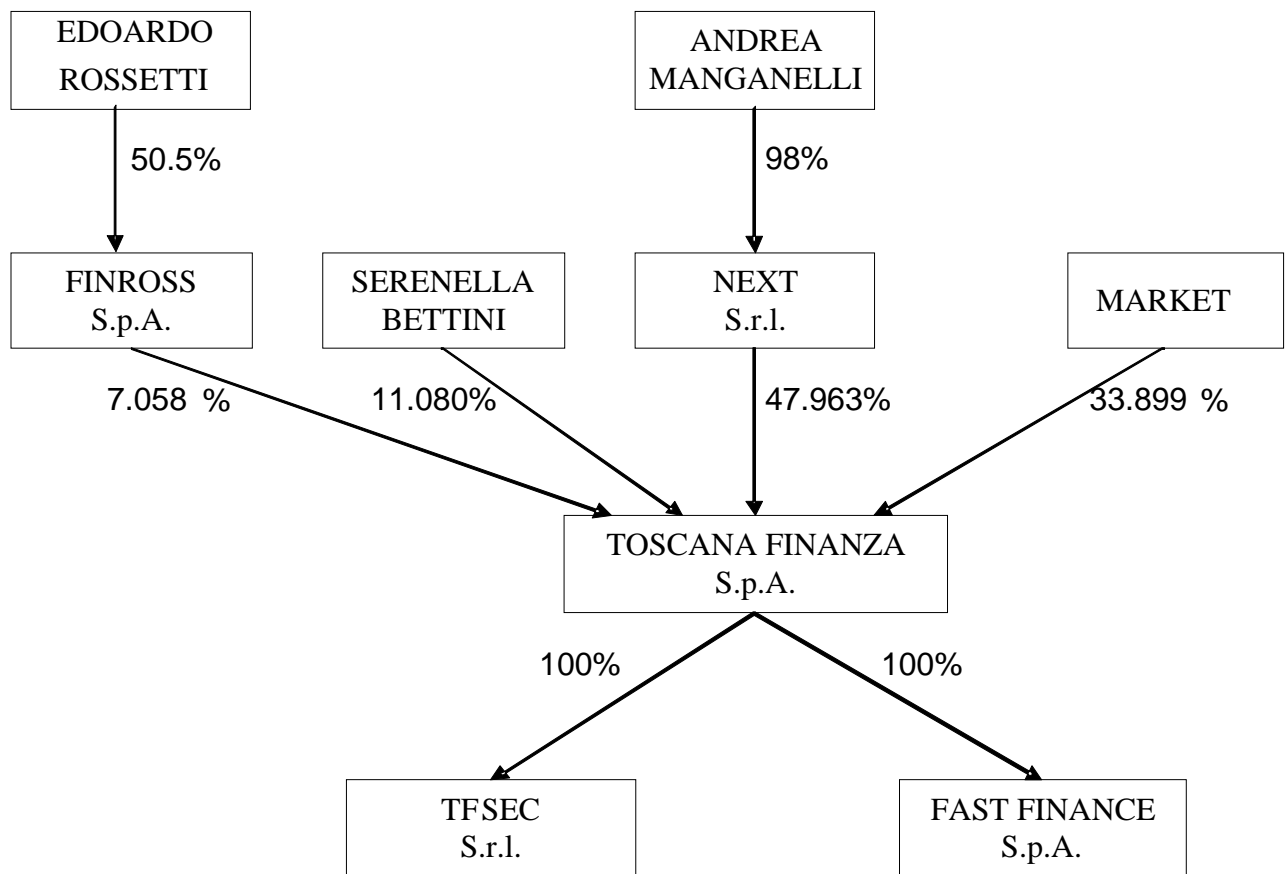 EDOARDO
ROSSETTI
ANDREA
MANGANELLI
50.5%
98%
FINROSS
S.p.A.
SERENELLA
BETTINI
NEXT
S.r.l.
MARKET
7.058 %
11.080%
47.963%
33.899 %
TOSCANA FINANZA
S.p.A.
100%
100%
TFSEC
S.r.l.
FAST FINANCE
S.p.A.